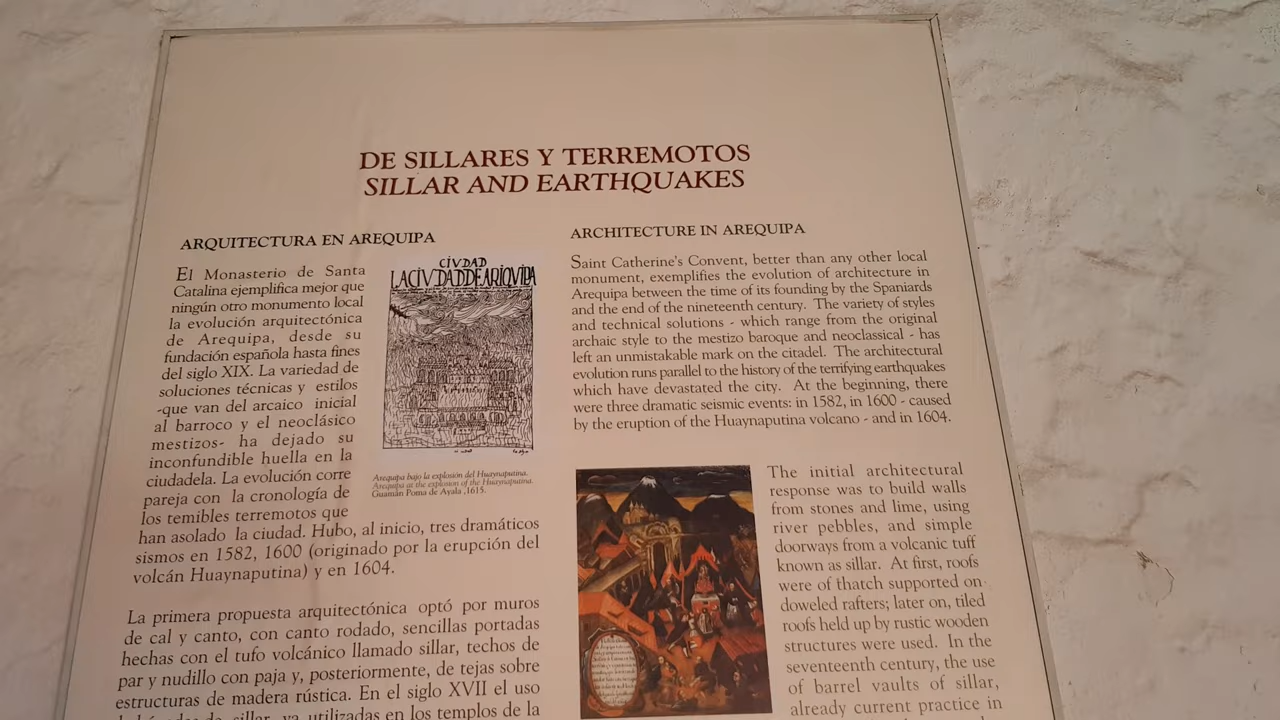 DE SILLARES Y TERREMOTOS
SILLAR AND EARTHQUAKES
ARQUITECTURA EN AREQUIPA
El Monasterio de Santa
Catalina ejemplifica mejor que
ningún otro monumento local
la evolución arquitectónica
de Arequipa, desde su
fundación española hasta fines
del siglo XIX. La variedad de
soluciones técnicas y estilos
-que van del arcaico inicial
al barroco y el neoclásico
mestizos- ha dejado su
inconfundible huella en la
ciudadela. La evolución corre
pareja con la cronología de
los temibles terremotos que
han asolado la ciudad. Hubo, al inicio, tres dramáticos
sismos en 1582, 1600 (originado por la erupción del
volcán Huaynaputina) y en 1604.
CIVDAD
LACIVDADDEARIQVIPA
Arequipa bajo la explosión del Huaynaputina.
Arequipa at the explosion of the Huaynaputina.
Guamán Poma de Ayala ,1615.
La primera propuesta arquitectónica optó por muros
de cal y canto, con canto rodado, sencillas portadas
hechas con el tufo volcánico llamado sillar, techos de
par y nudillo con paja y, posteriormente, de tejas sobre
estructuras de madera rústica. En el siglo XVII el uso
de sillar, ya utilizadas en los templos de la
ARCHITECTURE IN AREQUIPA
Saint Catherine's Convent, better than any other local
monument, exemplifies the evolution of architecture in
Arequipa between the time of its founding by the Spaniards
and the end of the nineteenth century. The variety of styles
and technical solutions - which range from the original
archaic style to the mestizo baroque and neoclassical - has
left an unmistakable mark on the citadel. The architectural
evolution runs parallel to the history of the terrifying earthquakes
which have devastated the city. At the beginning, there
were three dramatic seismic events: in 1582, in 1600 - caused
by the eruption of the Huaynaputina volcano - and in 1604.
The initial architectural
response was to build walls
from stones and lime, using
river pebbles, and simple
doorways from a volcanic tuff
known as sillar. At first, roofs
were of thatch supported on
doweled rafters; later on, tiled
roofs held up by rustic wooden
structures were used. In the
seventeenth century, the use
of barrel vaults of sillar,
already current practice in